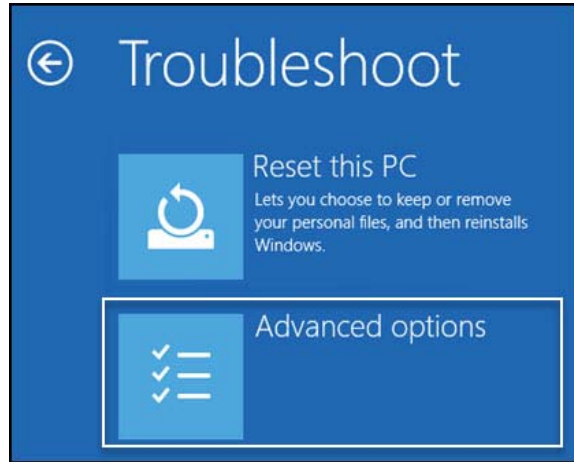 Troubleshoot
Reset this PC
Lets you choose to keep or remove
your personal files, and then reinstalls
Windows.
Advanced options